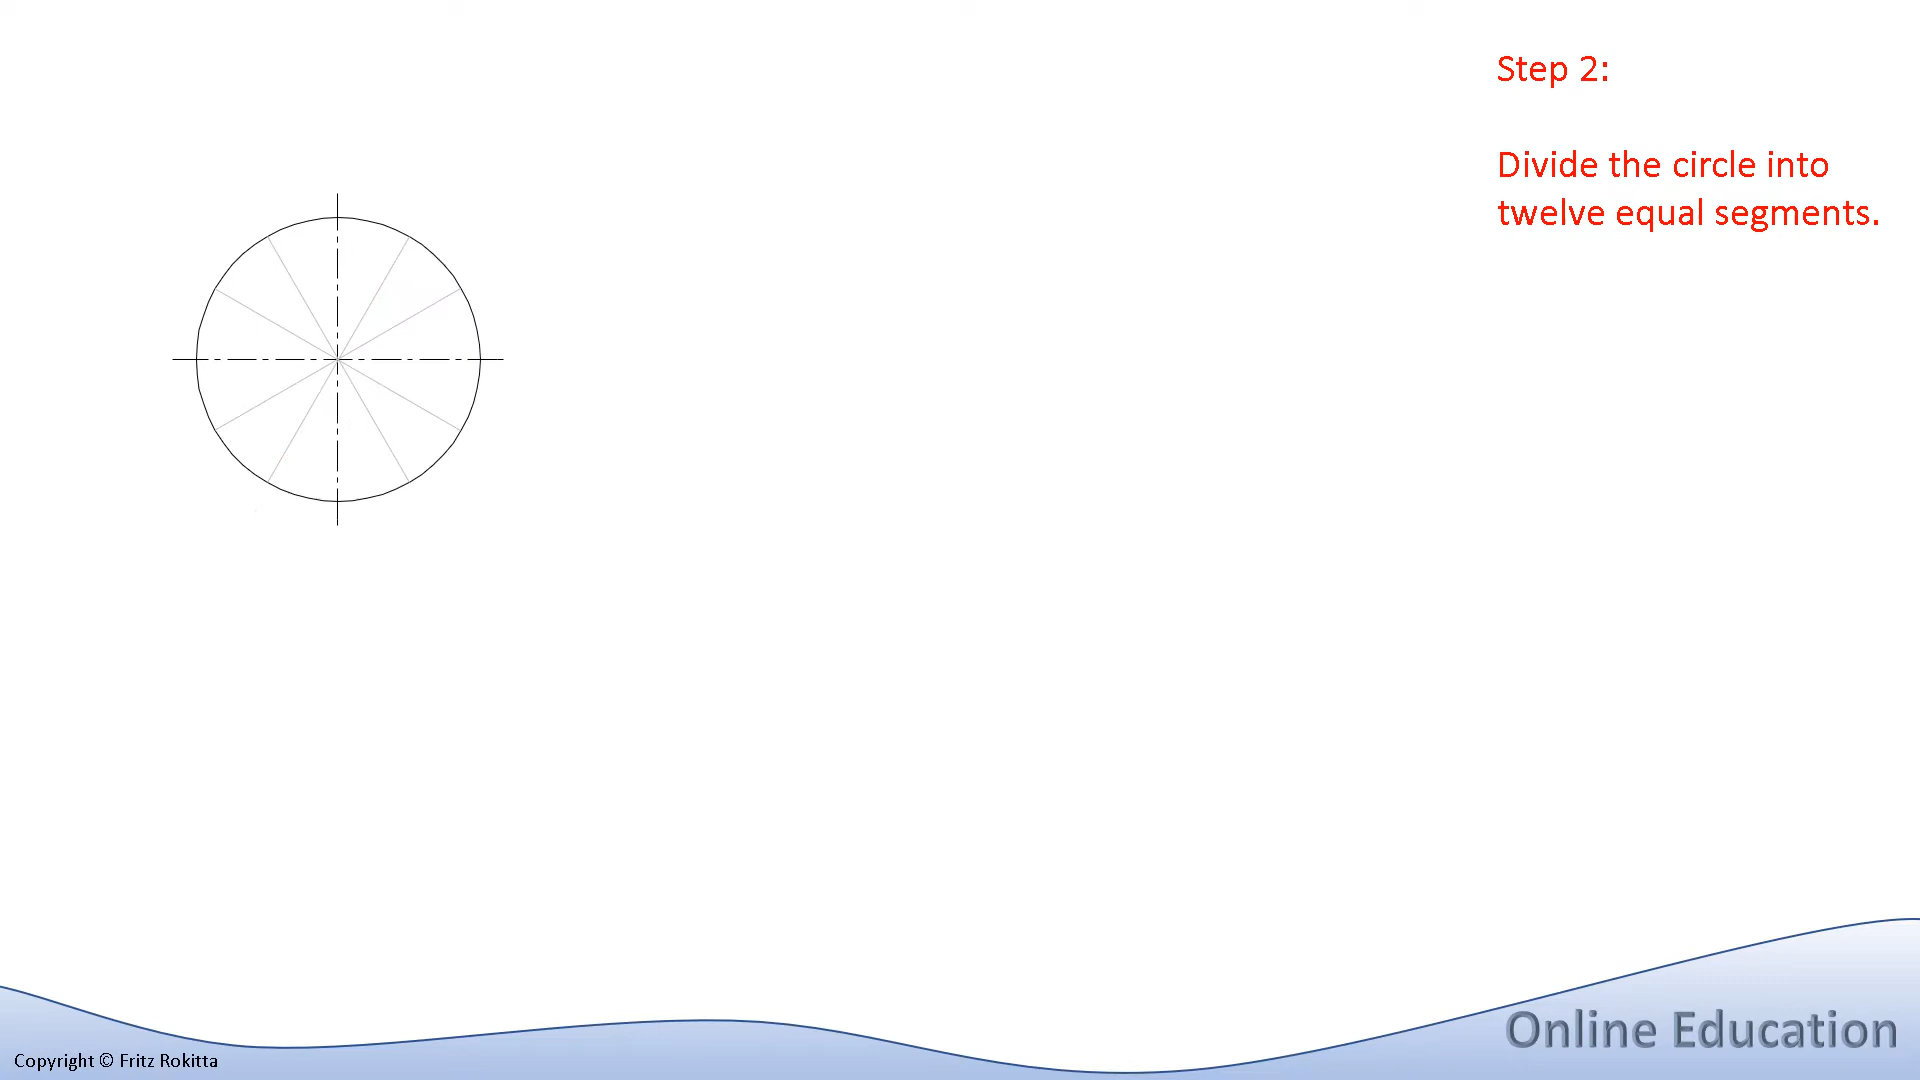 Step 2:
Divide the circle into
twelve equal segments.
Online Education
Copyright © Fritz Rokitta